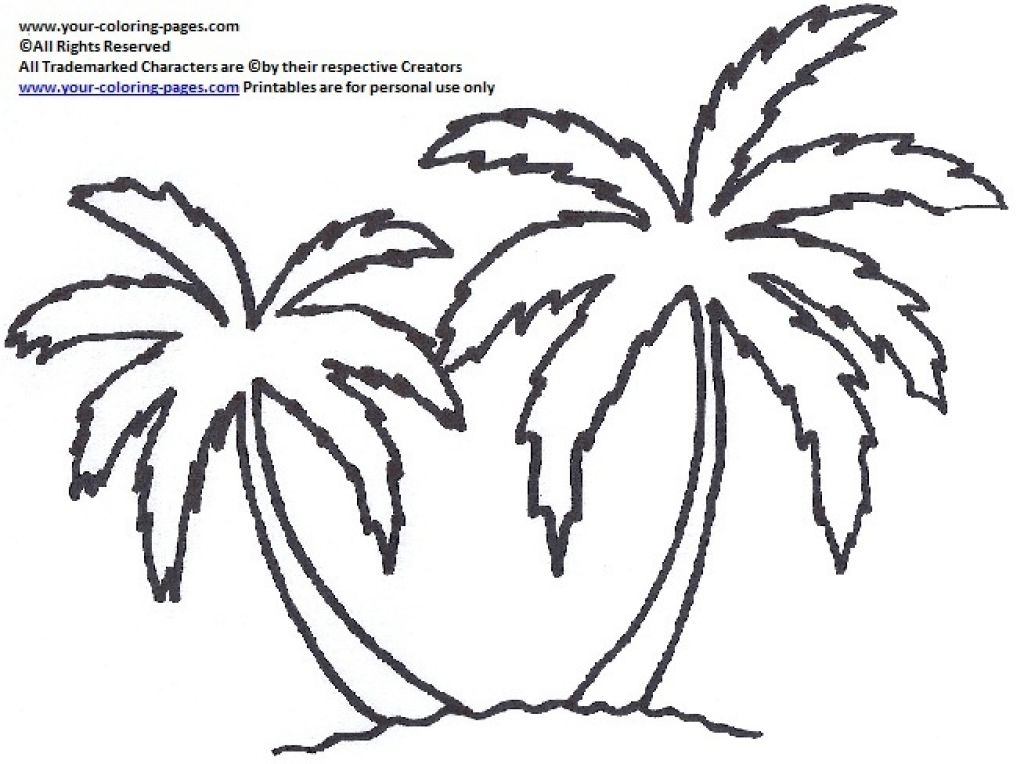 www.your-coloring-pages.com
©All Rights Reserved
All Trademarked Characters are ©by their respective Creators
www.your-coloring-pages.com Printables are for personal use only